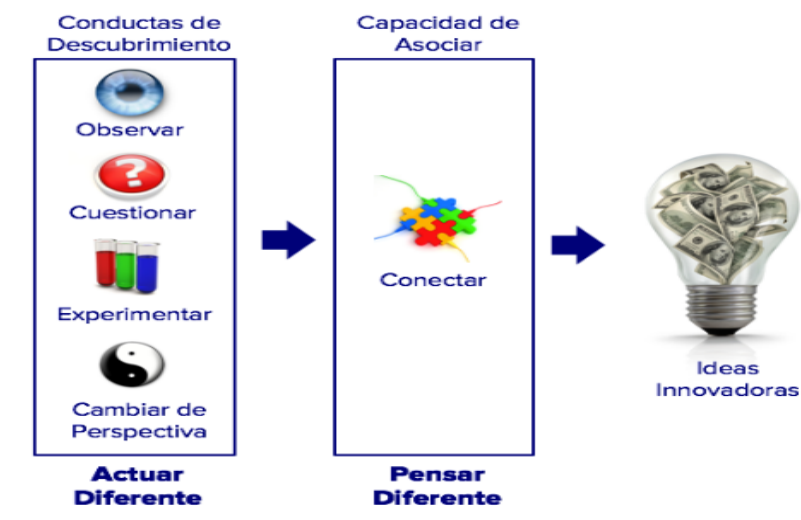 Conductas de
Descubrimiento
Observar
?
Cuestionar
Experimentar
Cambiar de
Perspectiva
Actuar
Diferente
Capacidad de
Asociar
Conectar
Pensar
Diferente
Ideas
Innovadoras